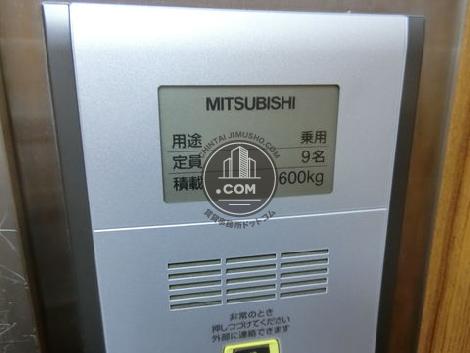 MITSUBISHI
用途 乗用
定員 9名
積載 600kg
CHINTAI JIMUSHO.COM
.COM
賃貸事務所ドットコム
非常のとき
押しつづけてください
外部に連絡できます